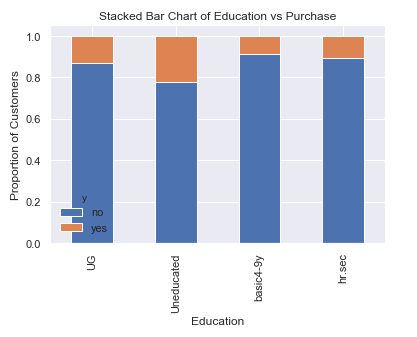 Stacked Bar Chart of Education vs Purchase
1.0
0.8
0.6
0.4
0.2
0.0
Proportion of Customers
y
no
yes
UG
Uneducated
basic4-9y
hr.sec
Education